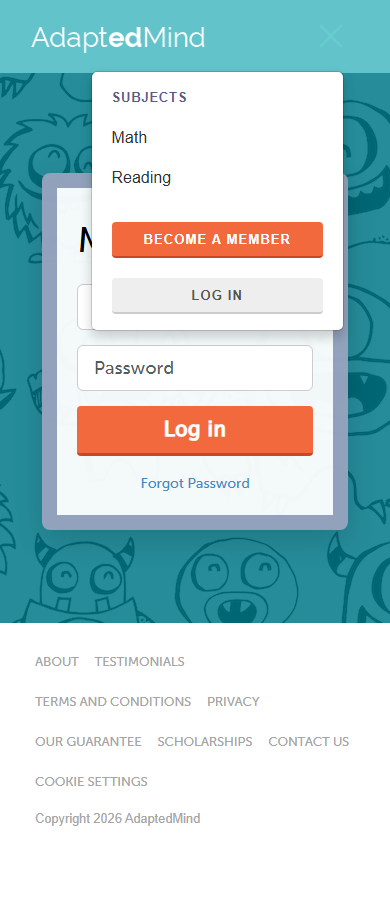 AdaptedMind
SUBJECTS
Math
Reading
BECOME A MEMBER
LOG IN
Password
Log in
Forgot Password
ABOUT TESTIMONIALS
TERMS AND CONDITIONS PRIVACY
OUR GUARANTEE SCHOLARSHIPS CONTACT US
COOKIE SETTINGS
Copyright 2026 AdaptedMind